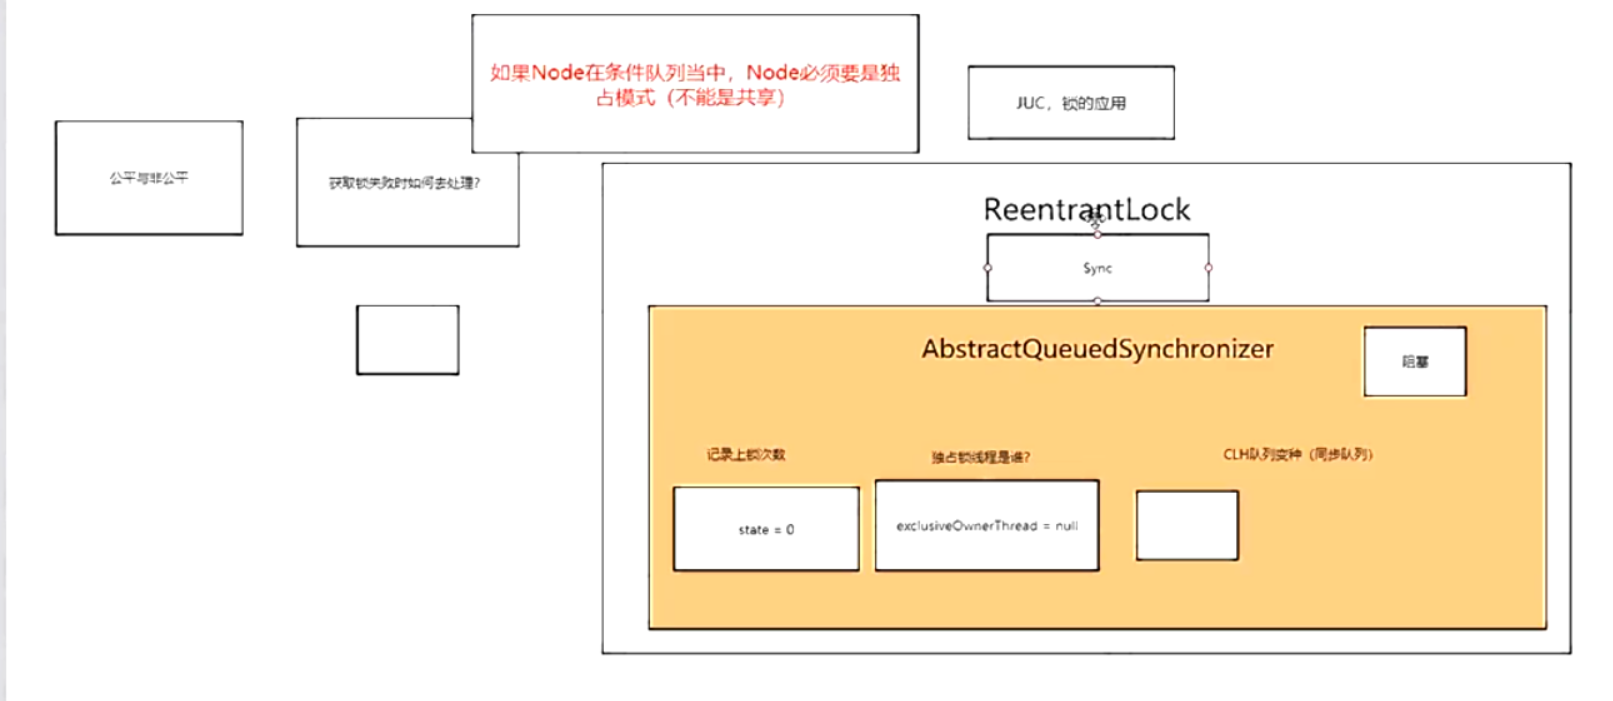 如果Node在条件队列当中，Node必须要是独
占模式（不能是共享）
JUC，锁的应用
公平与非公平
获取锁失败时如何去处理？
ReentrantLock
Sync
AbstractQueuedSynchronizer
阻塞
记录上锁次数
独占锁线程是谁？
CLH队列变种（同步队列）
state = 0
exclusiveOwnerThread = null